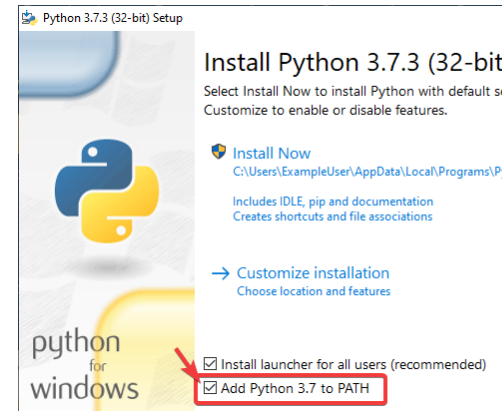 Python 3.7.3 (32-bit) Setup
Install Python 3.7.3 (32-bit
Select Install Now to install Python with default
Customize to enable or disable features.
Install Now
C:\Users\ExampleUser\AppData\Local\Programs\P
Includes IDLE, pip and documentation
Creates shortcuts and file associations
Customize installation
Choose location and features
python
for
windows
Install launcher for all users (recommended)
Add Python 3.7 to PATH